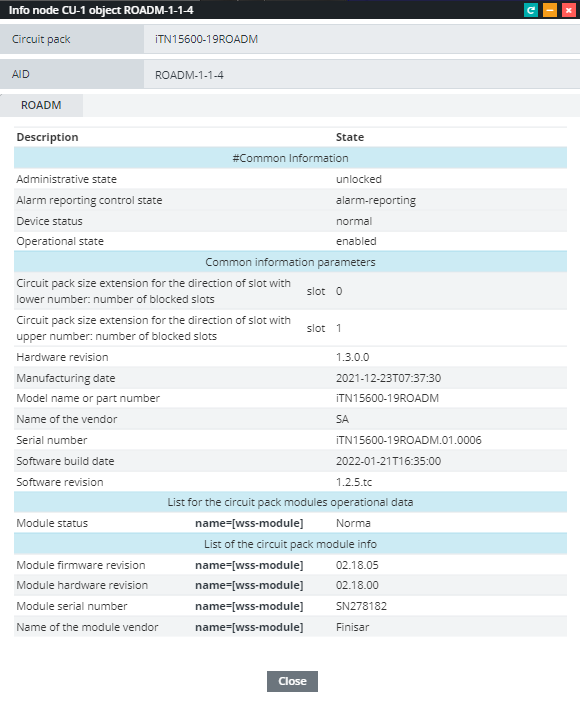 Info node CU-1 object ROADM-1-1-4
Circuit pack iTN15600-19ROADM
AID ROADM-1-1-4
ROADM
Description State
#Common Information
Administrative state unlocked
Alarm reporting control state alarm-reporting
Device status normal
Operational state enabled
Common information parameters
Circuit pack size extension for the direction of slot with
lower number: number of blocked slots slot 0
Circuit pack size extension for the direction of slot with
upper number: number of blocked slots slot 1
Hardware revision 1.3.0.0
Manufacturing date 2021-12-23T07:37:30
Model name or part number iTN15600-19ROADM
Name of the vendor SA
Serial number iTN15600-19ROADM.01.0006
Software build date 2022-01-21T16:35:00
Software revision 1.2.5.tc
List for the circuit pack modules operational data
Module status name=[wss-module] Norma
List of the circuit pack module info
Module firmware revision name=[wss-module] 02.18.05
Module hardware revision name=[wss-module] 02.18.00
Module serial number name=[wss-module] SN278182
Name of the module vendor name=[wss-module] Finisar
Close